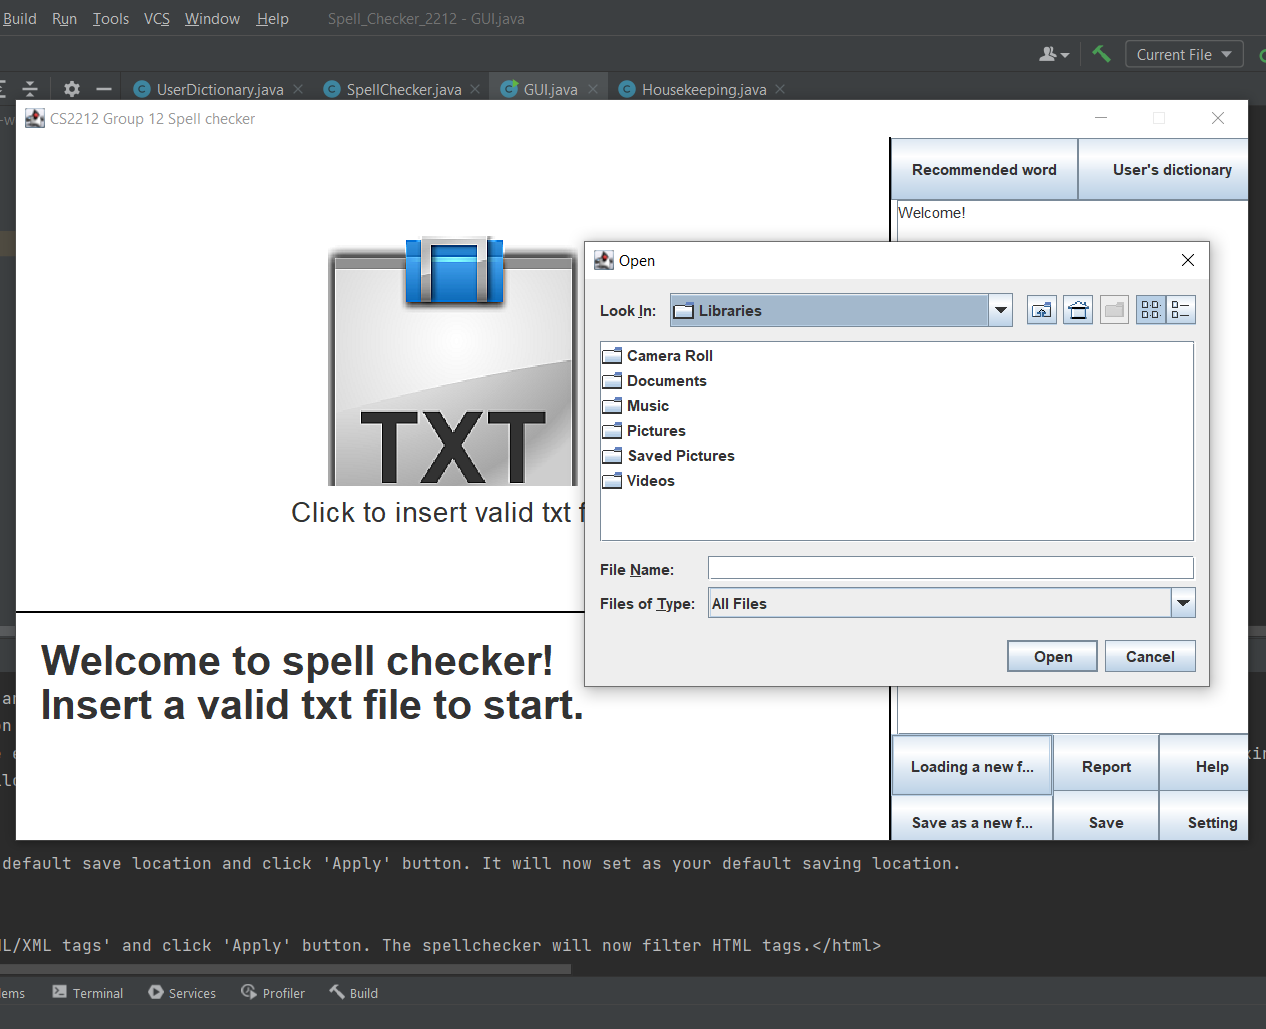 Build Run Tools VCS Window Help Spell_Checker_2212 - GUI.java
Current File
UserDictionary.java SpellChecker.java GUI.java Housekeeping.java
CS2212 Group 12 Spell checker
Recommended word User's dictionary
Welcome!
TXT
Click to insert valid txt
Open
Look In: Libraries
Camera Roll
Documents
Music
Pictures
Saved Pictures
Videos
File Name:
Files of Type: All Files
Open Cancel
Welcome to spell checker!
Insert a valid txt file to start.
Loading a new f... Report Help
Save as a new f... Save Setting
default save location and click 'Apply' button. It will now set as your default saving location.
L/XML tags' and click 'Apply' button. The spellchecker will now filter HTML tags.</html>
Terminal Services Profiler Build